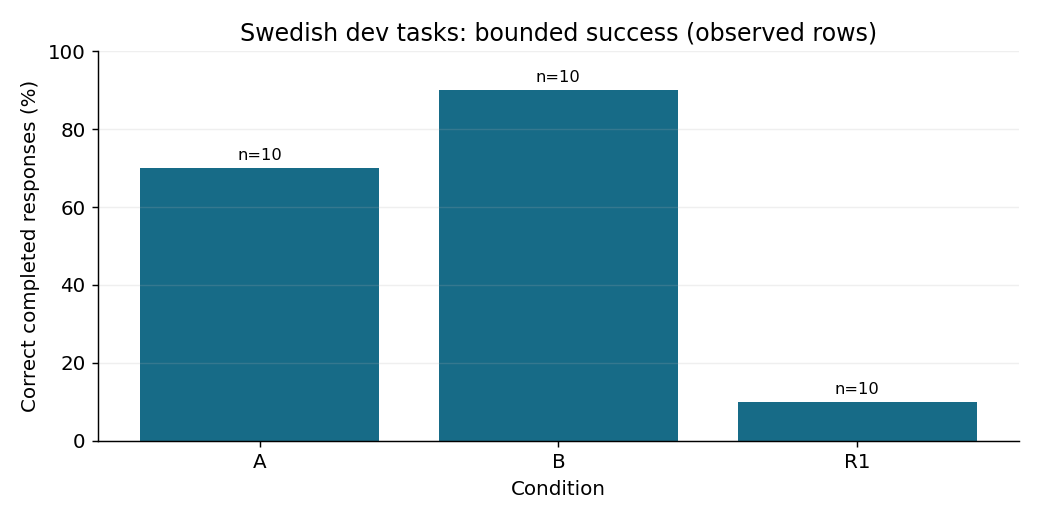 Swedish dev tasks: bounded success (observed rows)
Correct completed responses (%)
100
80
60
40
20
0
n=10
n=10
n=10
A
B
R1
Condition